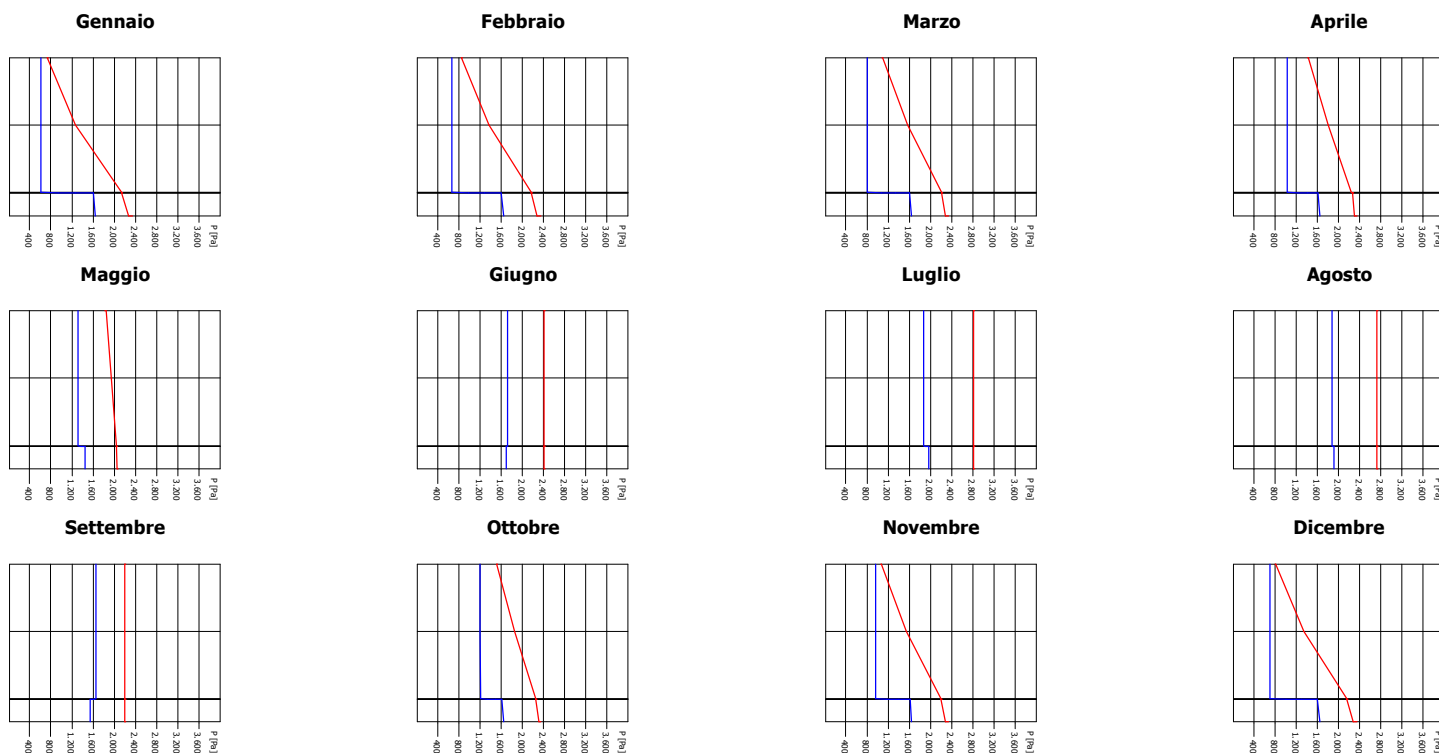 Gennaio Febbraio Marzo Aprile
400 800 1.200 1.600 2.000 2.400 2.800 3.200 3.600 P [Pa] 400 800 1.200 1.600 2.000 2.400 2.800 3.200 3.600 P [Pa] 400 800 1.200 1.600 2.000 2.400 2.800 3.200 3.600 P [Pa] 400 800 1.200 1.600 2.000 2.400 2.800 3.200 3.600 P [Pa]
Maggio Giugno Luglio Agosto
400 800 1.200 1.600 2.000 2.400 2.800 3.200 3.600 P [Pa] 400 800 1.200 1.600 2.000 2.400 2.800 3.200 3.600 P [Pa] 400 800 1.200 1.600 2.000 2.400 2.800 3.200 3.600 P [Pa] 400 800 1.200 1.600 2.000 2.400 2.800 3.200 3.600 P [Pa]
Settembre Ottobre Novembre Dicembre
400 800 1.200 1.600 2.000 2.400 2.800 3.200 3.600 P [Pa] 400 800 1.200 1.600 2.000 2.400 2.800 3.200 3.600 P [Pa] 400 800 1.200 1.600 2.000 2.400 2.800 3.200 3.600 P [Pa] 400 800 1.200 1.600 2.000 2.400 2.800 3.200 3.600 P [Pa]